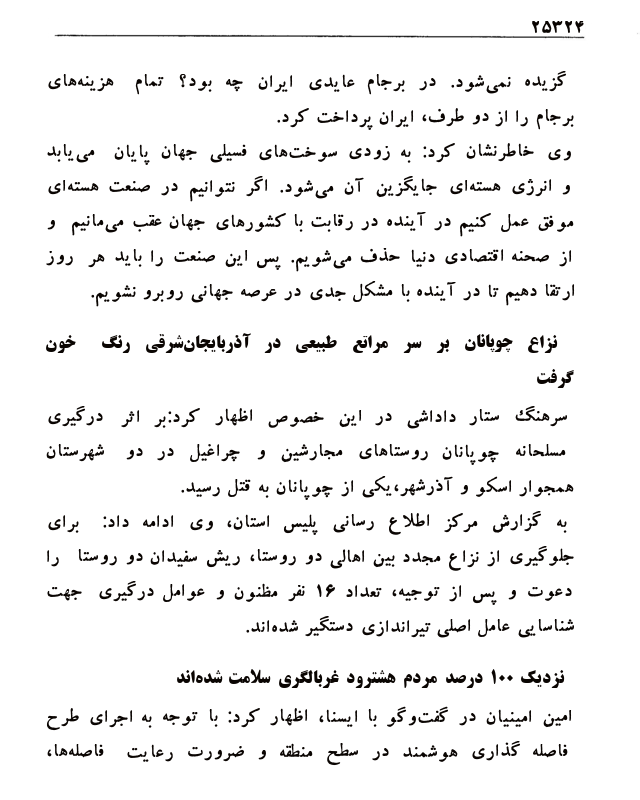 ۲۵۳۲۴
گزیده نمی‌شود. در برجام عایدی ایران چه بود؟ تمام هزینه‌های
برجام را از دو طرف، ایران پرداخت کرد.
وی خاطرنشان کرد: به زودی سوخت‌های فسیلی جهان پایان می‌یابد
و انرژی هسته‌ای جایگزین آن می‌شود. اگر نتوانیم در صنعت هسته‌ای
موفق عمل کنیم در آینده در رقابت با کشورهای جهان عقب می‌مانیم و
از صحنه اقتصادی دنیا حذف می‌شویم. پس این صنعت را باید هر روز
ارتقا دهیم تا در آینده با مشکل جدی در عرصه جهانی روبرو نشویم.
نزاع چوپانان بر سر مراتع طبیعی در آذربایجان‌شرقی رنگ خون
گرفت
سرهنگ ستار داداشی در این خصوص اظهار کرد:بر اثر درگیری
مسلحانه چوپانان روستاهای مجارشین و چراغیل در دو شهرستان
همجوار اسکو و آذرشهر،یکی از چوپانان به قتل رسید.
به گزارش مرکز اطلاع رسانی پلیس استان، وی ادامه داد: برای
جلوگیری از نزاع مجدد بین اهالی دو روستا، ریش سفیدان دو روستا را
دعوت و پس از توجیه، تعداد ۱۶ نفر مظنون و عوامل درگیری جهت
شناسایی عامل اصلی تیراندازی دستگیر شده‌اند.
نزدیک ۱۰۰ درصد مردم هشترود غربالگری سلامت شده‌اند
امین امینیان در گفت‌وگو با ایسنا، اظهار کرد: با توجه به اجرای طرح
فاصله گذاری هوشمند در سطح منطقه و ضرورت رعایت فاصله‌ها،